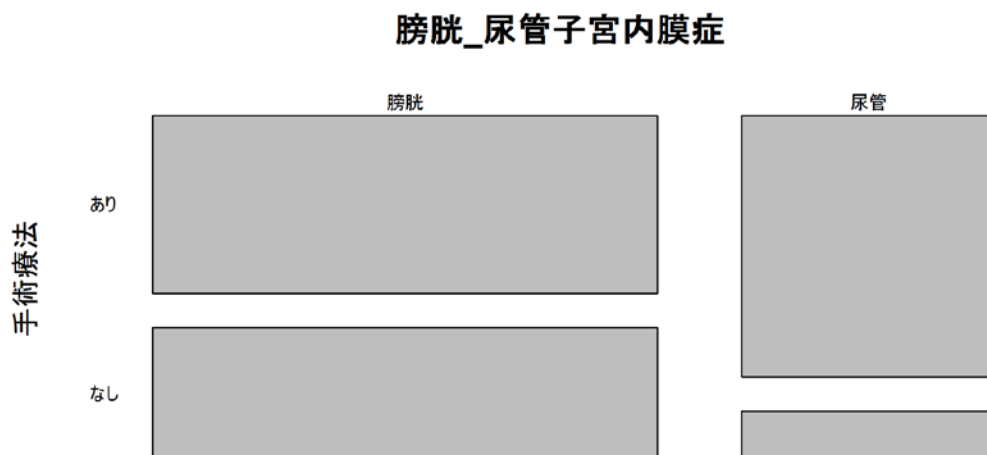 膀胱_尿管子宮内膜症
膀胱
尿管
手術療法
あり
なし